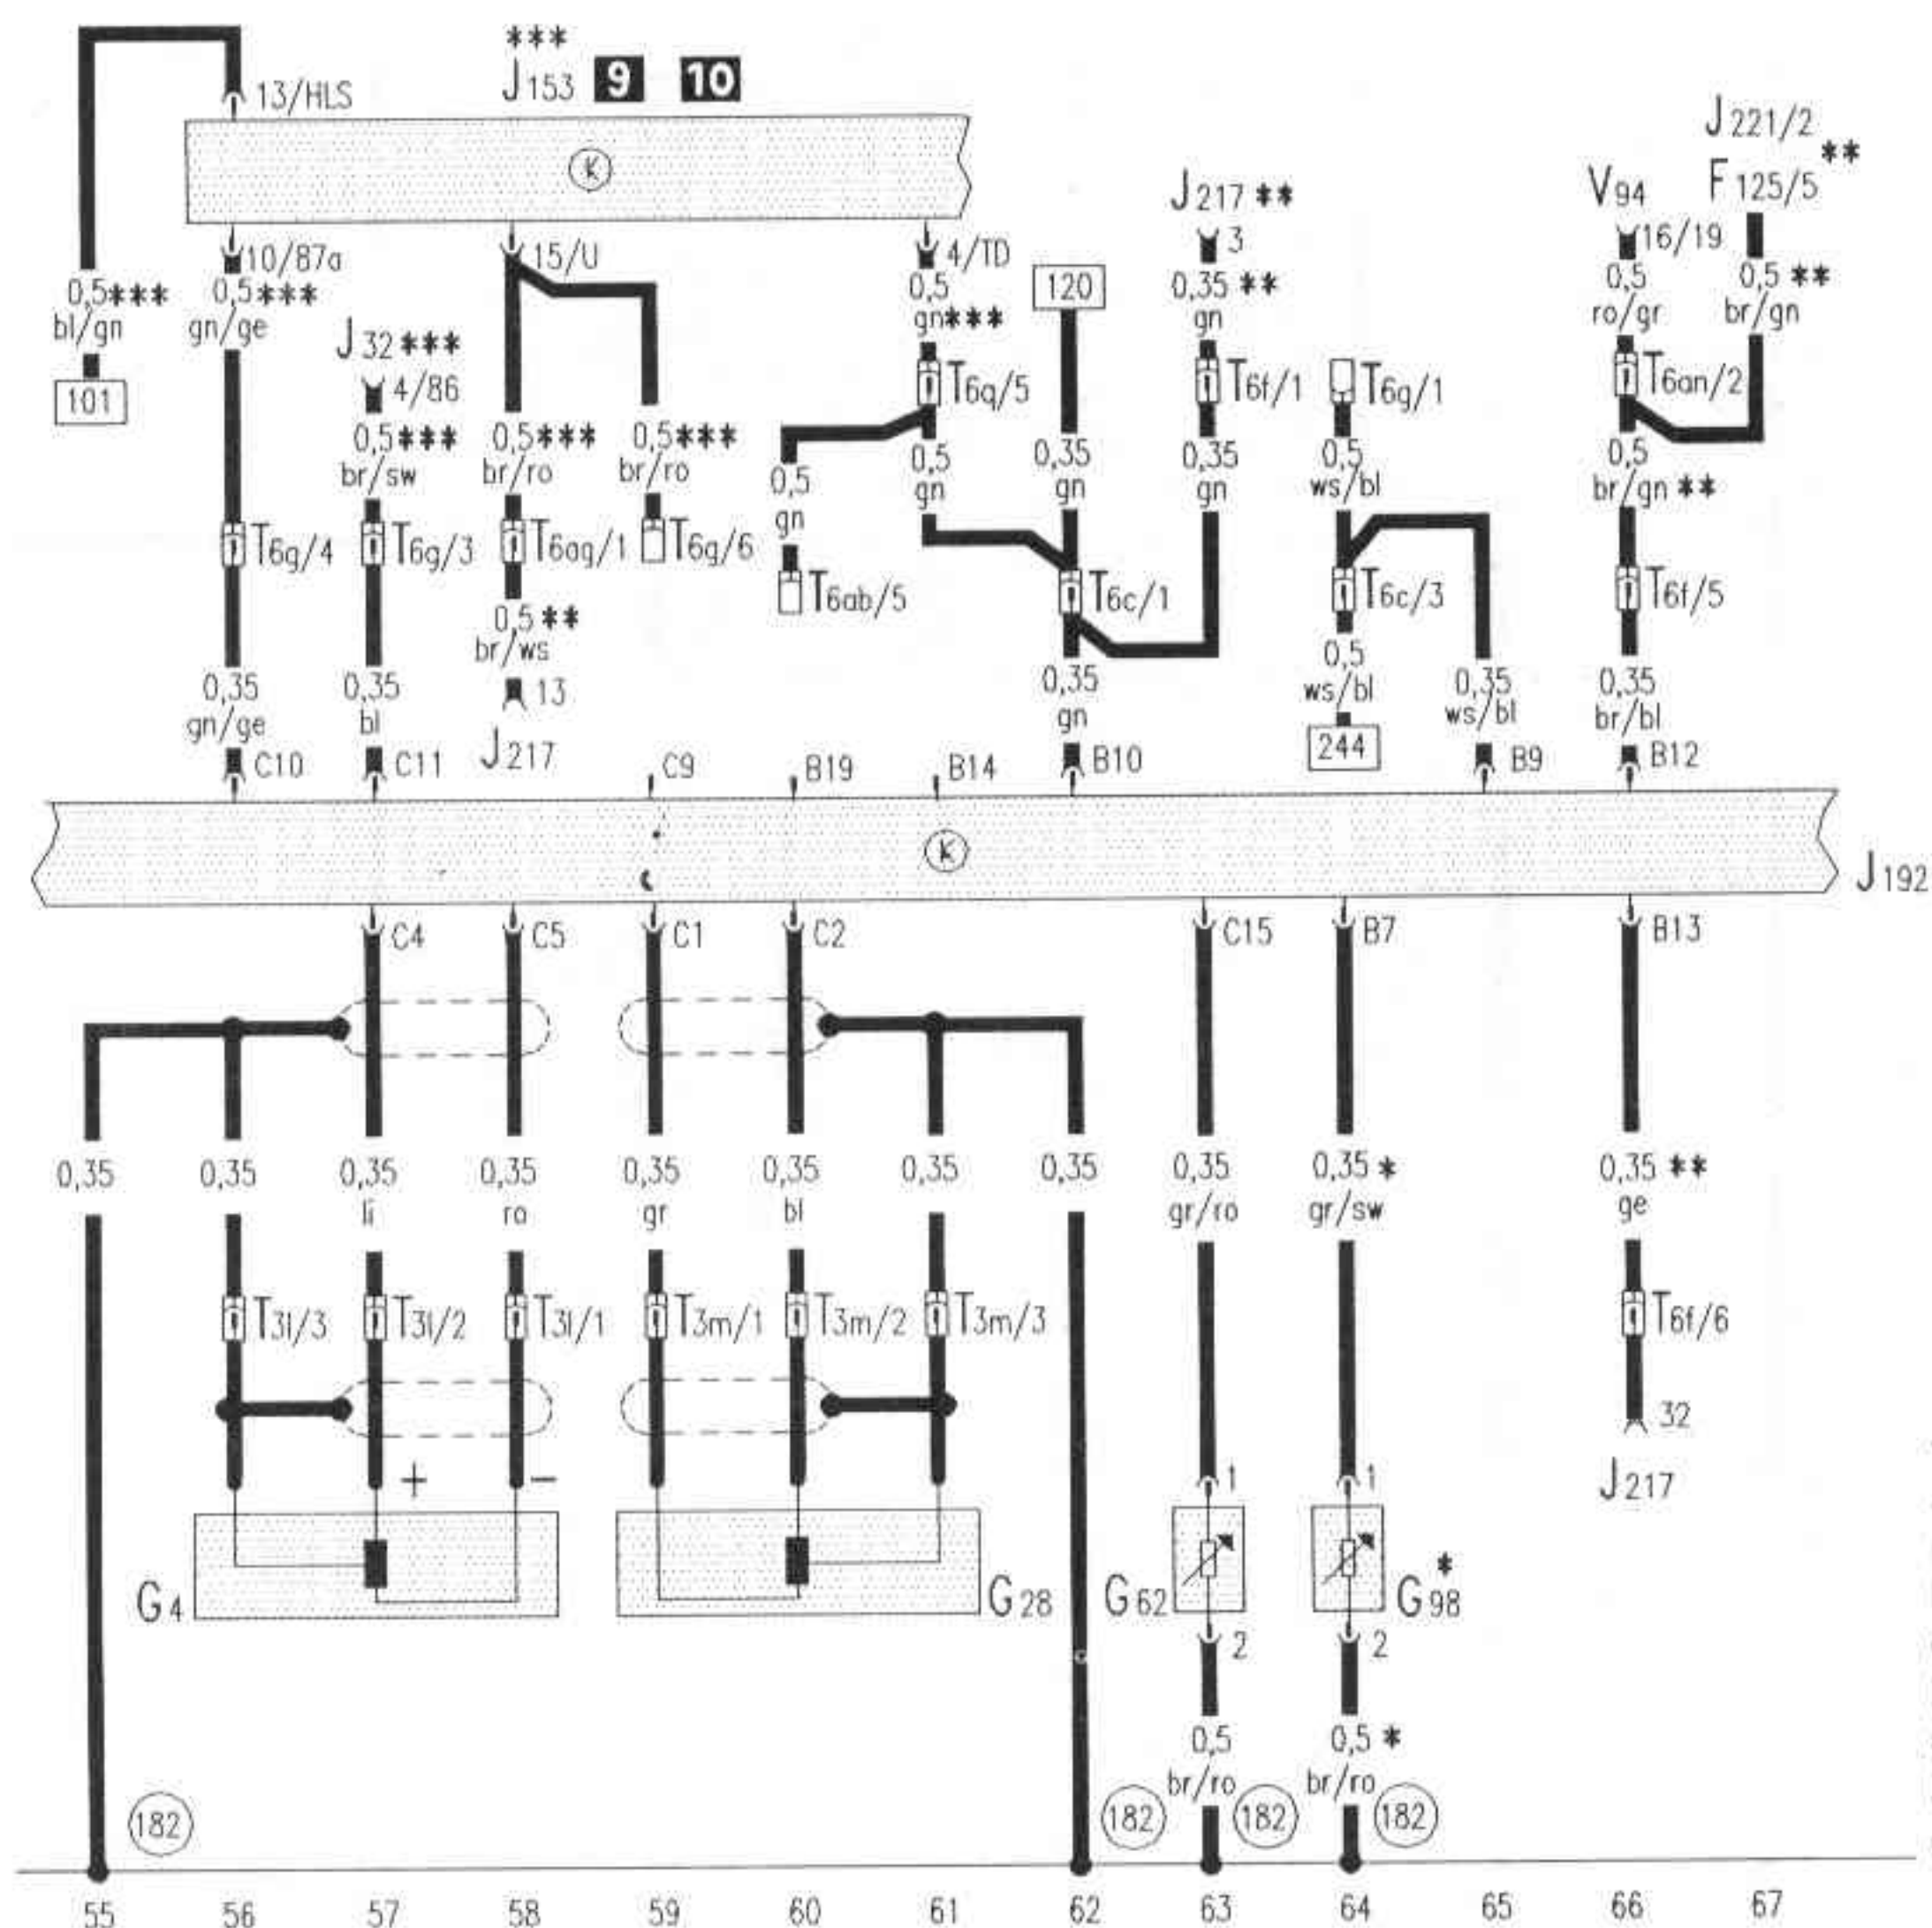 ***
J153 9 10
13/HLS
K
J221/2
F125/5 **
V94
16/19
J217 **
3
10/87a
15/U
4/TD
120
0,5***
bl/gn
101
0,5***
gn/ge
J32***
4/86
0,5***
br/sw
0,5***
br/ro
0,5***
br/ro
0,5
gn***
0,35 **
gn
0,5
ro/gr
0,5 **
br/gn
T6q/5
T6f/1
T6g/1
T6an/2
0,5
gn
0,5
gn
0,35
gn
0,35
gn
0,5
ws/bl
0,5
br/gn **
T6g/4
T6g/3
T6ag/1
T6g/6
T6ab/5
T6c/1
T6c/3
T6f/5
0,5 **
br/ws
13
J217
0,35
gn/ge
0,35
bl
0,35
gn
0,5
ws/bl
244
0,35
ws/bl
0,35
br/bl
C10
C11
C9
B19
B14
B10
B9
B12
K
J192
C4
C5
C1
C2
C15
B7
B13
0,35
0,35
0,35
li
0,35
ro
0,35
gr
0,35
bl
0,35
0,35
0,35
gr/ro
0,35 *
gr/sw
0,35 **
ge
T3l/3
T3l/2
T3l/1
T3m/1
T3m/2
T3m/3
T6f/6
32
J217
+
−
1
1
G4
G28
G62
G98 *
2
2
0,5
br/ro
0,5 *
br/ro
182
182
182
182
55 56 57 58 59 60 61 62 63 64 65 66 67